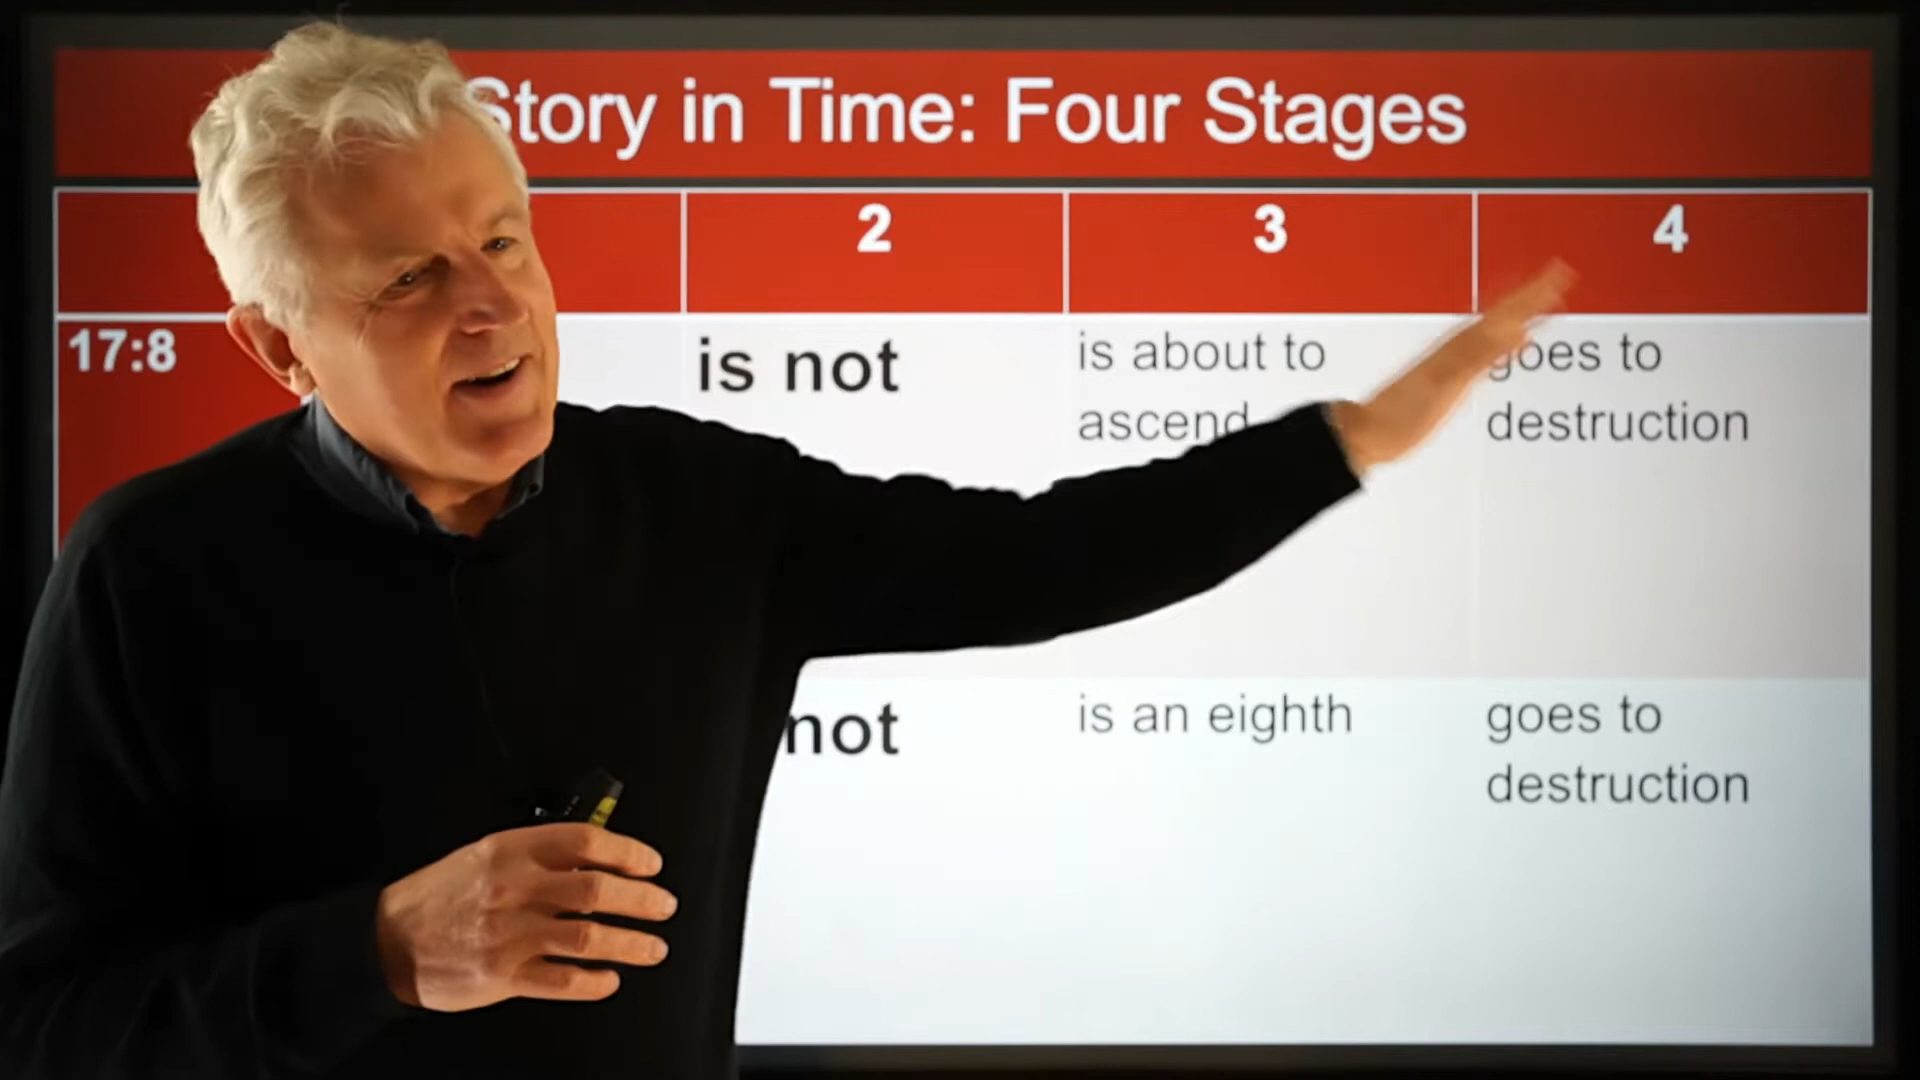 Story in Time: Four Stages
2 3 4
17:8 is not is about to goes to
ascend destruction
not is an eighth goes to
destruction